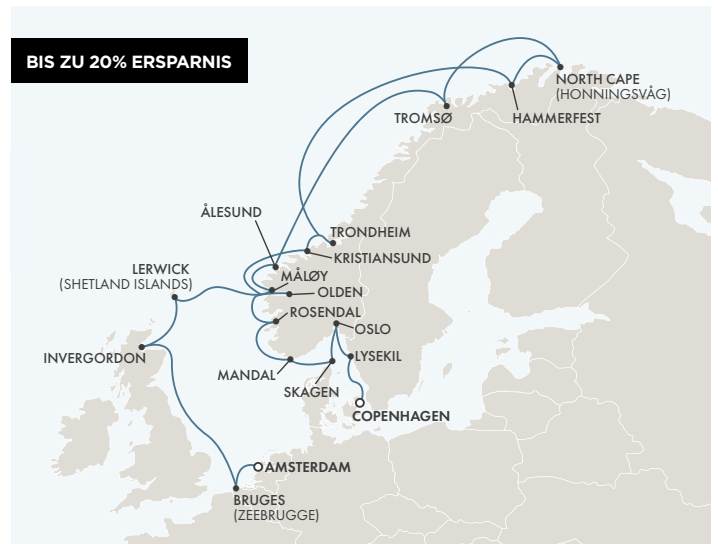 BIS ZU 20% ERSPARNIS
NORTH CAPE
(HONNINGSVÅG)
TROMSØ
HAMMERFEST
ÅLESUND
TRONDHEIM
KRISTIANSUND
LERWICK
(SHETLAND ISLANDS)
MÅLØY
OLDEN
ROSENDAL
OSLO
INVERGORDON
LYSEKIL
MANDAL
SKAGEN
COPENHAGEN
AMSTERDAM
BRUGES
(ZEEBRUGGE)